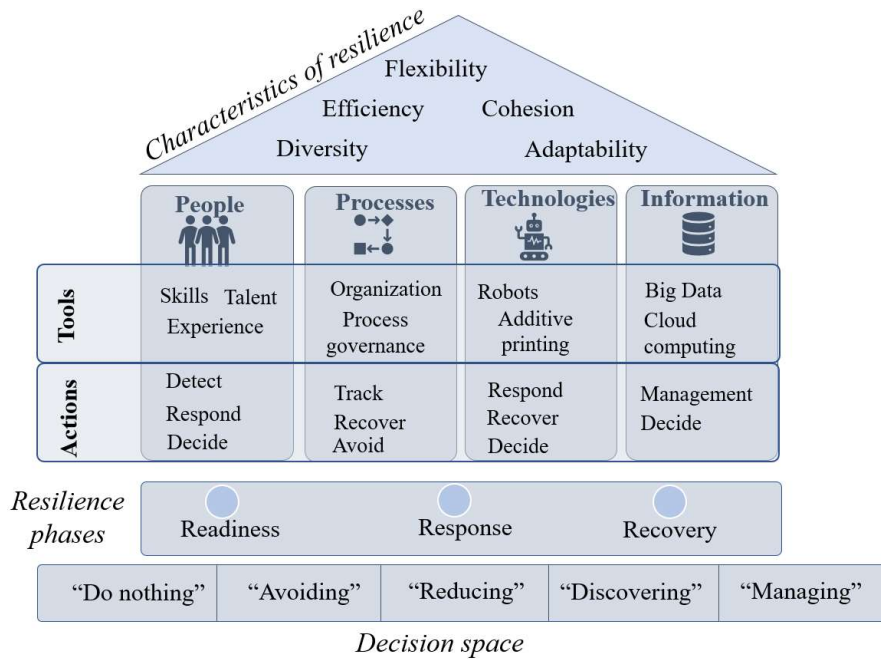 Characteristics of resilience
Flexibility
Efficiency Cohesion
Diversity Adaptability
People Processes Technologies Information
Tools
Skills Talent
Experience
Organization
Process
governance
Robots
Additive
printing
Big Data
Cloud
computing
Actions
Detect
Respond
Decide
Track
Recover
Avoid
Respond
Recover
Decide
Management
Decide
Resilience
phases
Readiness Response Recovery
“Do nothing” “Avoiding” “Reducing” “Discovering” “Managing”
Decision space